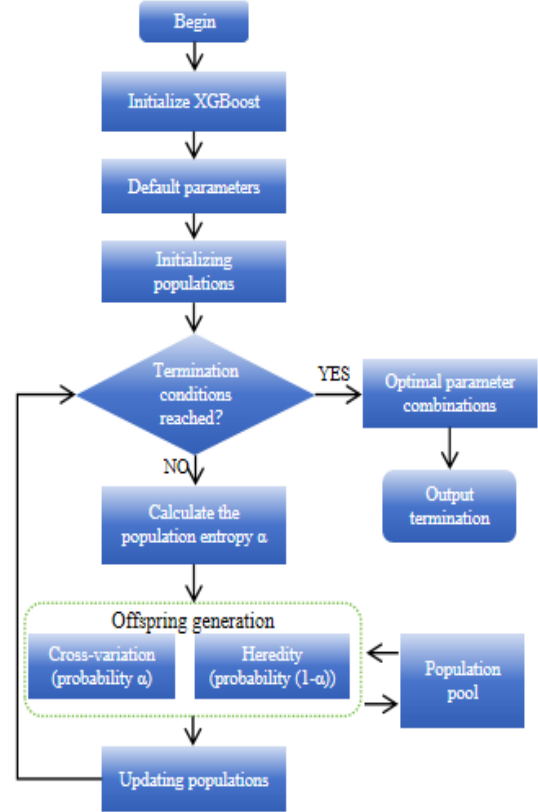 Begin
Initialize XGBoost
Default parameters
Initializing
populations
Termination
conditions
reached?
YES
Optimal parameter
combinations
Output
termination
NO
Calculate the
population entropy α
Offspring generation
Cross-variation
(probability α)
Heredity
(probability (1-α))
Population
pool
Updating populations